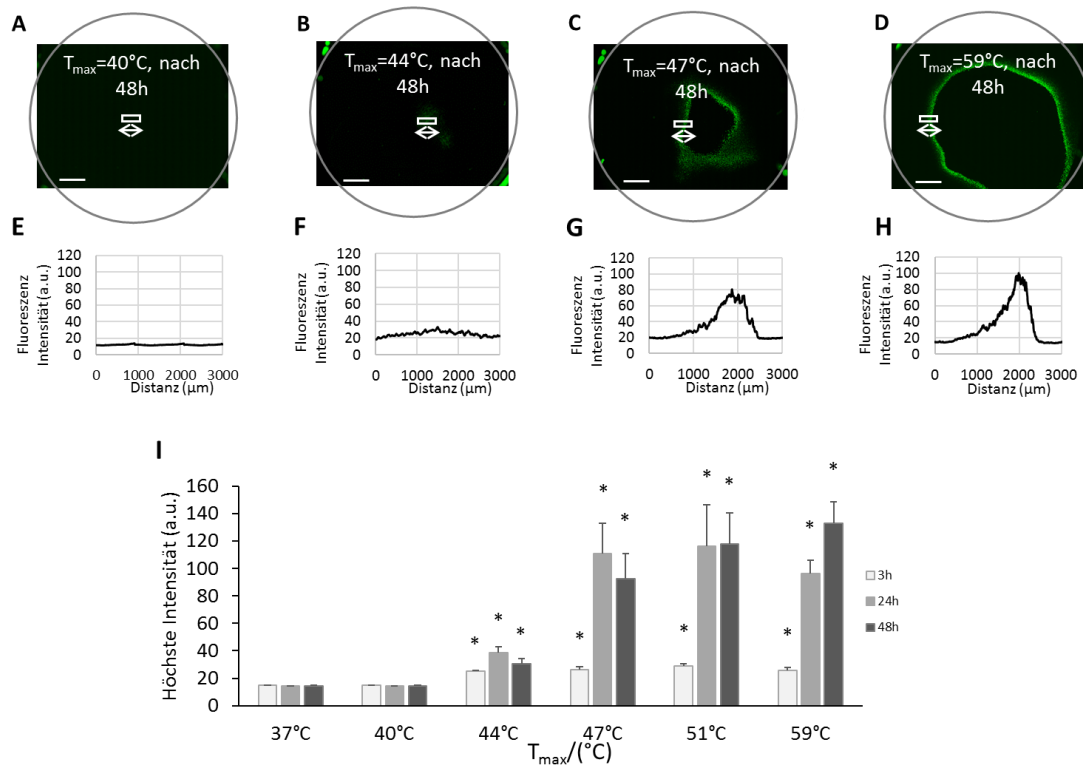 A
B
C
D
Tmax=40°C, nach
48h
Tmax=44°C, nach
48h
Tmax=47°C, nach
48h
Tmax=59°C, nach
48h
E
F
G
H
Fluoreszenz
Intensität (a.u.)
120
100
80
60
40
20
0
0 1000 2000 3000
Distanz (µm)
Fluoreszenz
Intensität (a.u.)
120
100
80
60
40
20
0
0 1000 2000 3000
Distanz (µm)
Fluoreszenz
Intensität (a.u.)
120
100
80
60
40
20
0
0 1000 2000 3000
Distanz (µm)
Fluoreszenz
Intensität (a.u.)
120
100
80
60
40
20
0
0 1000 2000 3000
Distanz (µm)
I
Höchste Intensität (a.u.)
160
140
120
100
80
60
40
20
0
* * *
* * *
* * *
* * *
37°C 40°C 44°C 47°C 51°C 59°C
Tmax/(°C)
3h
24h
48h